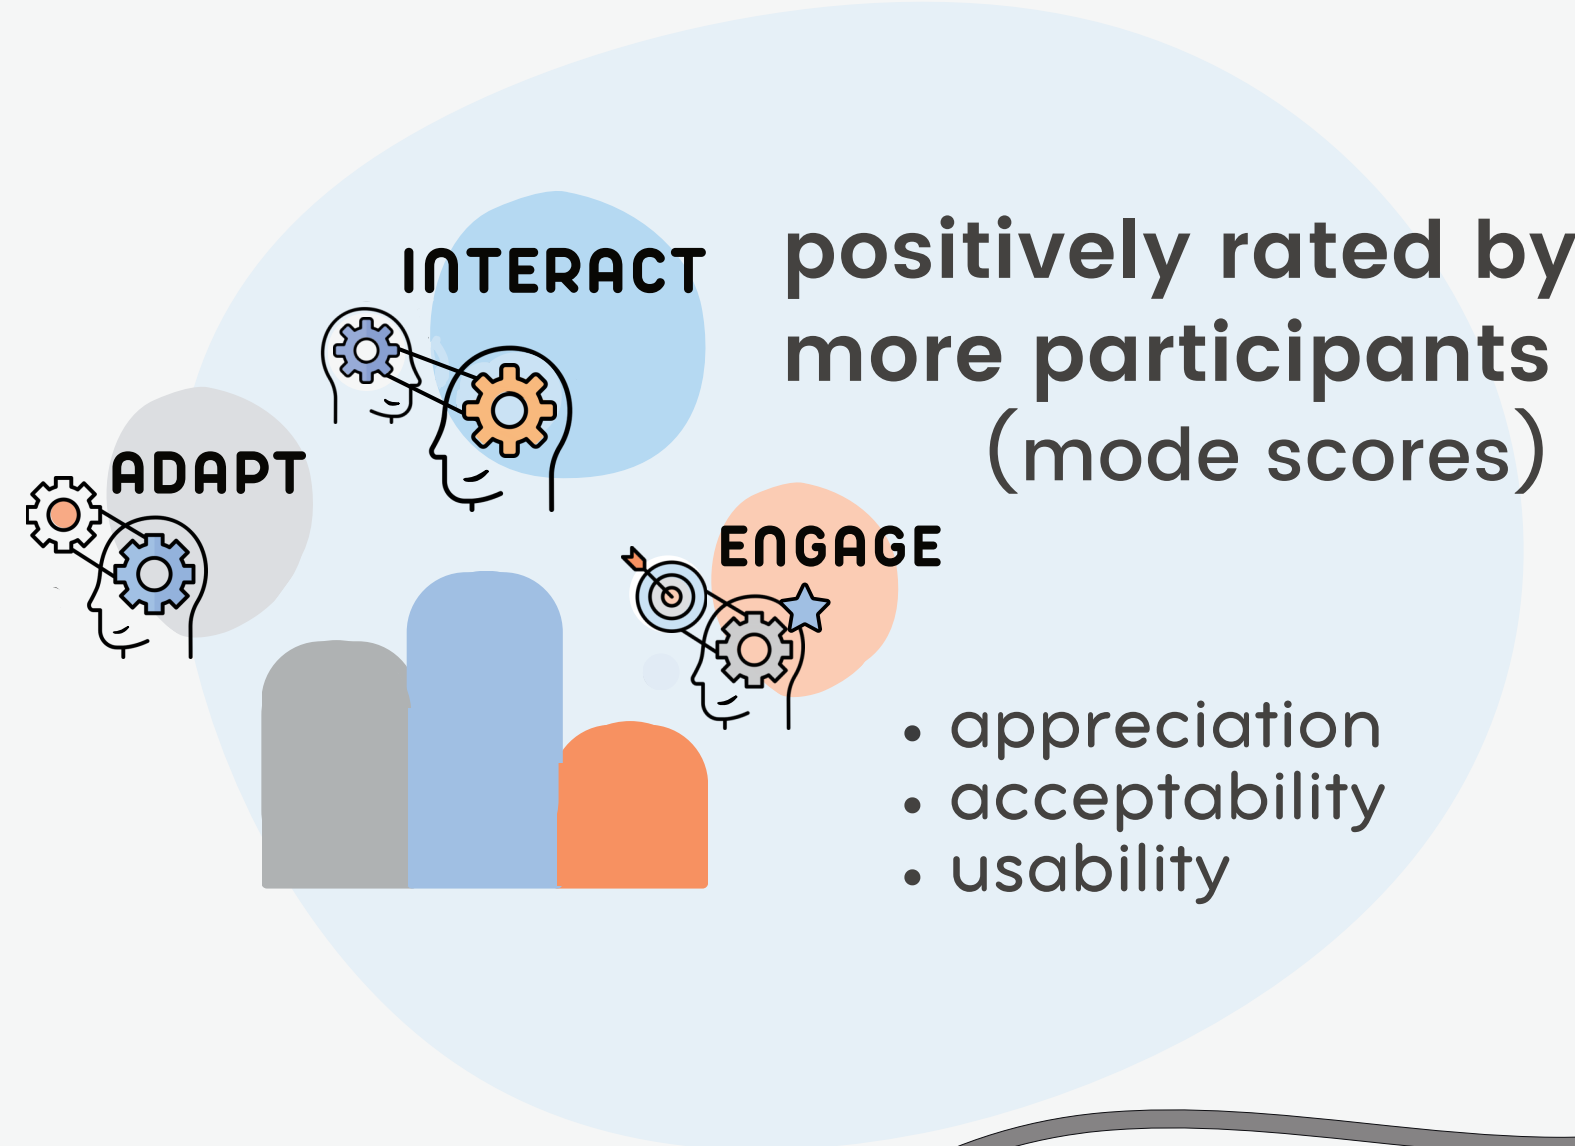 INTERACT
positively rated by
more participants
(mode scores)
ADAPT
ENGAGE
• appreciation
• acceptability
• usability